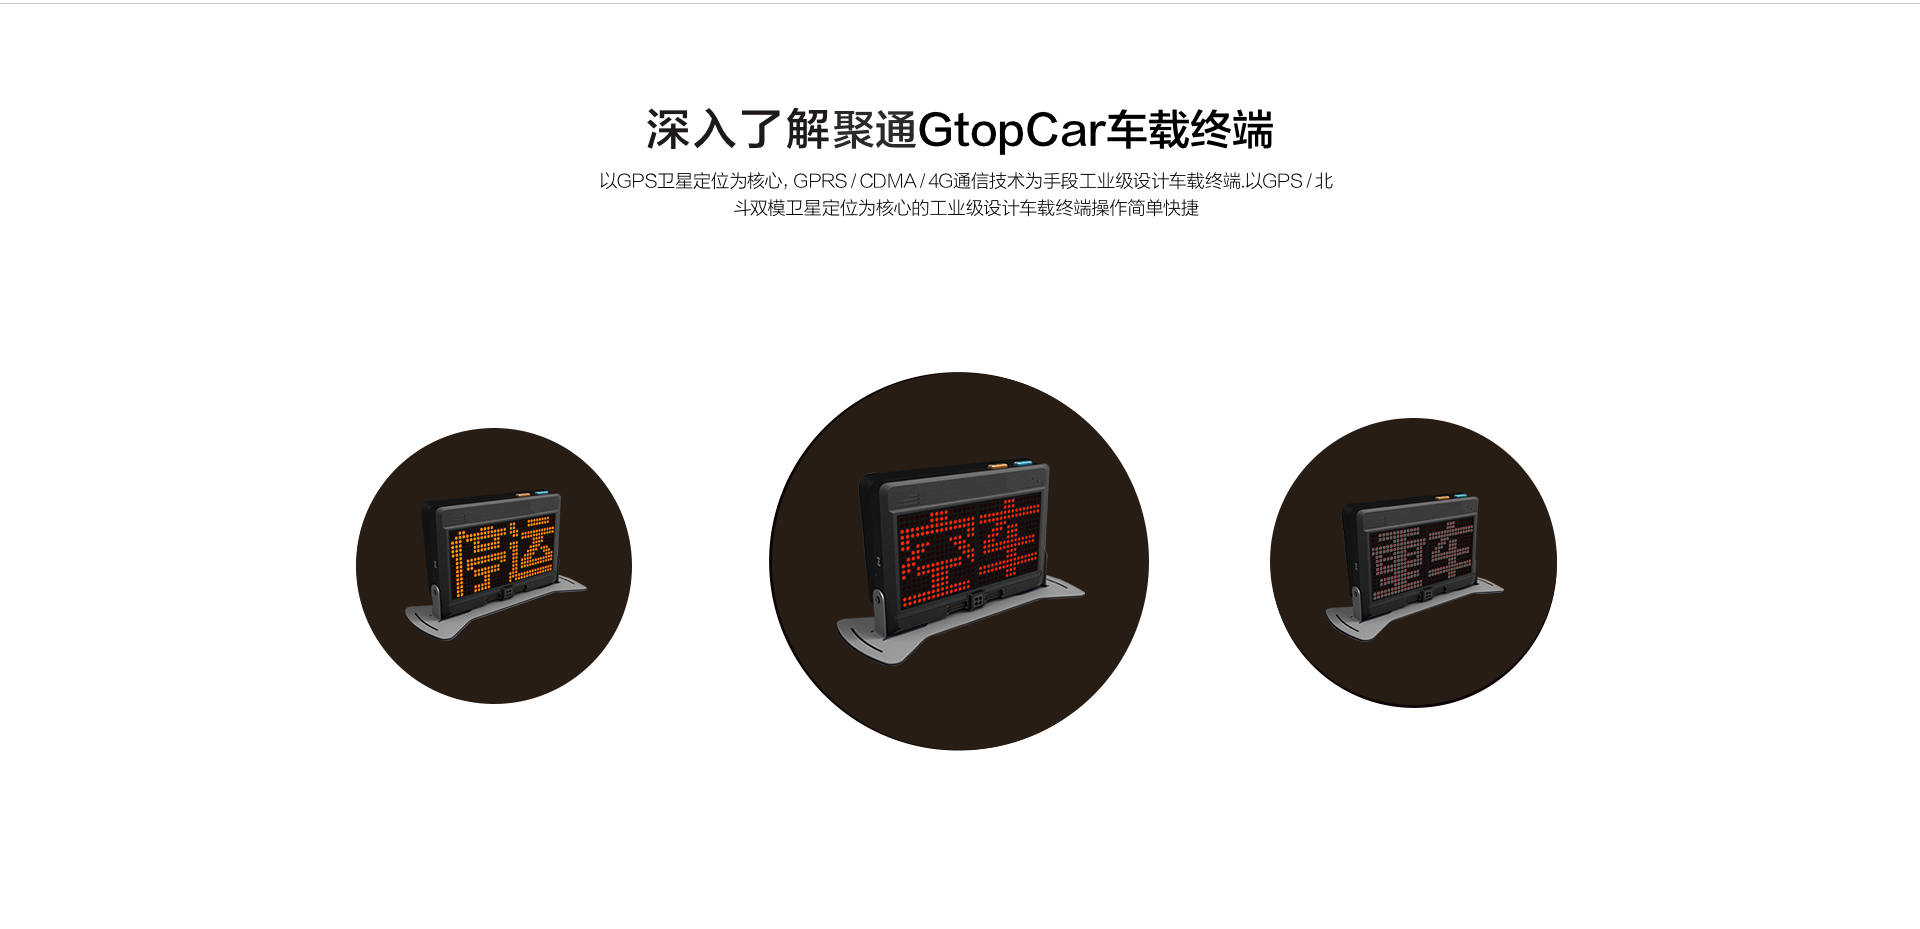 深入了解聚通GtopCar车载终端
以GPS卫星定位为核心, GPRS / CDMA / 4G通信技术为手段工业级设计车载终端.以GPS / 北
斗双模卫星定位为核心的工业级设计车载终端操作简单快捷
停运
空车
重车